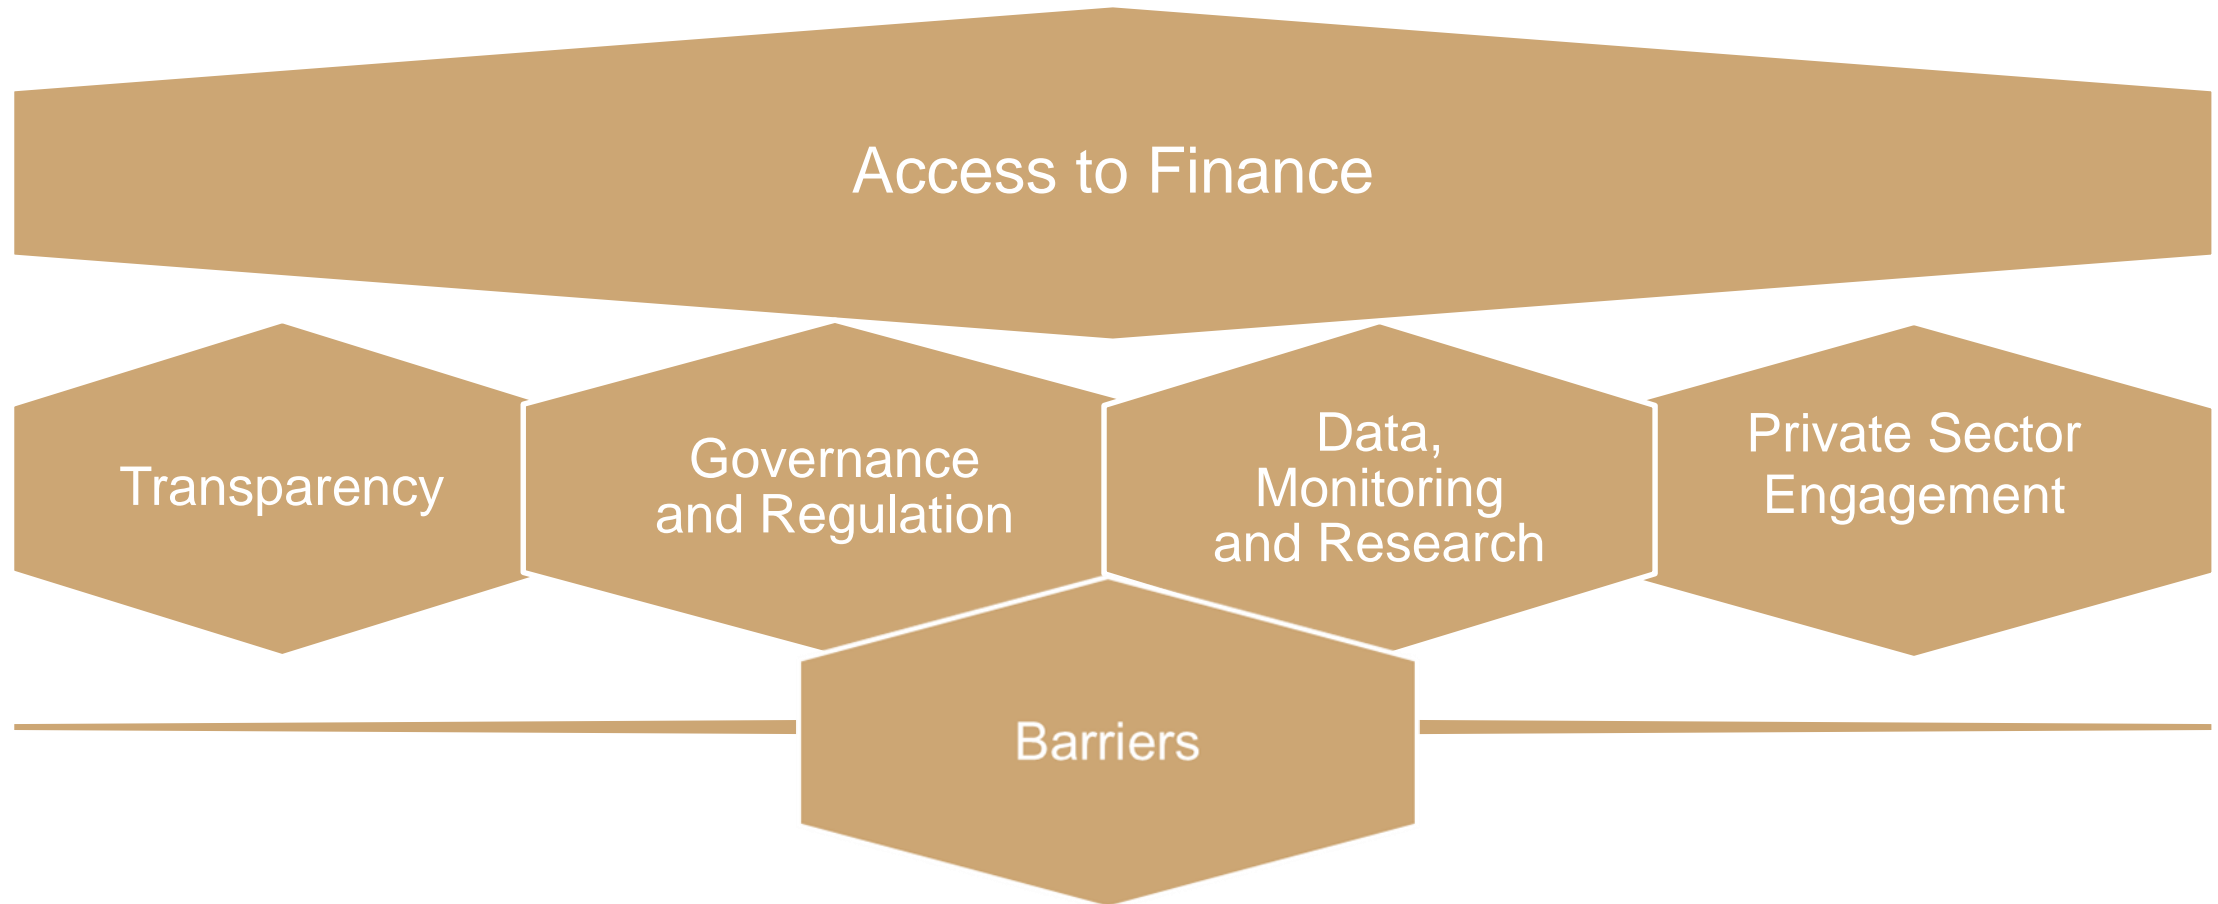 Access to Finance
Transparency
Governance
and Regulation
Data,
Monitoring
and Research
Private Sector
Engagement
Barriers